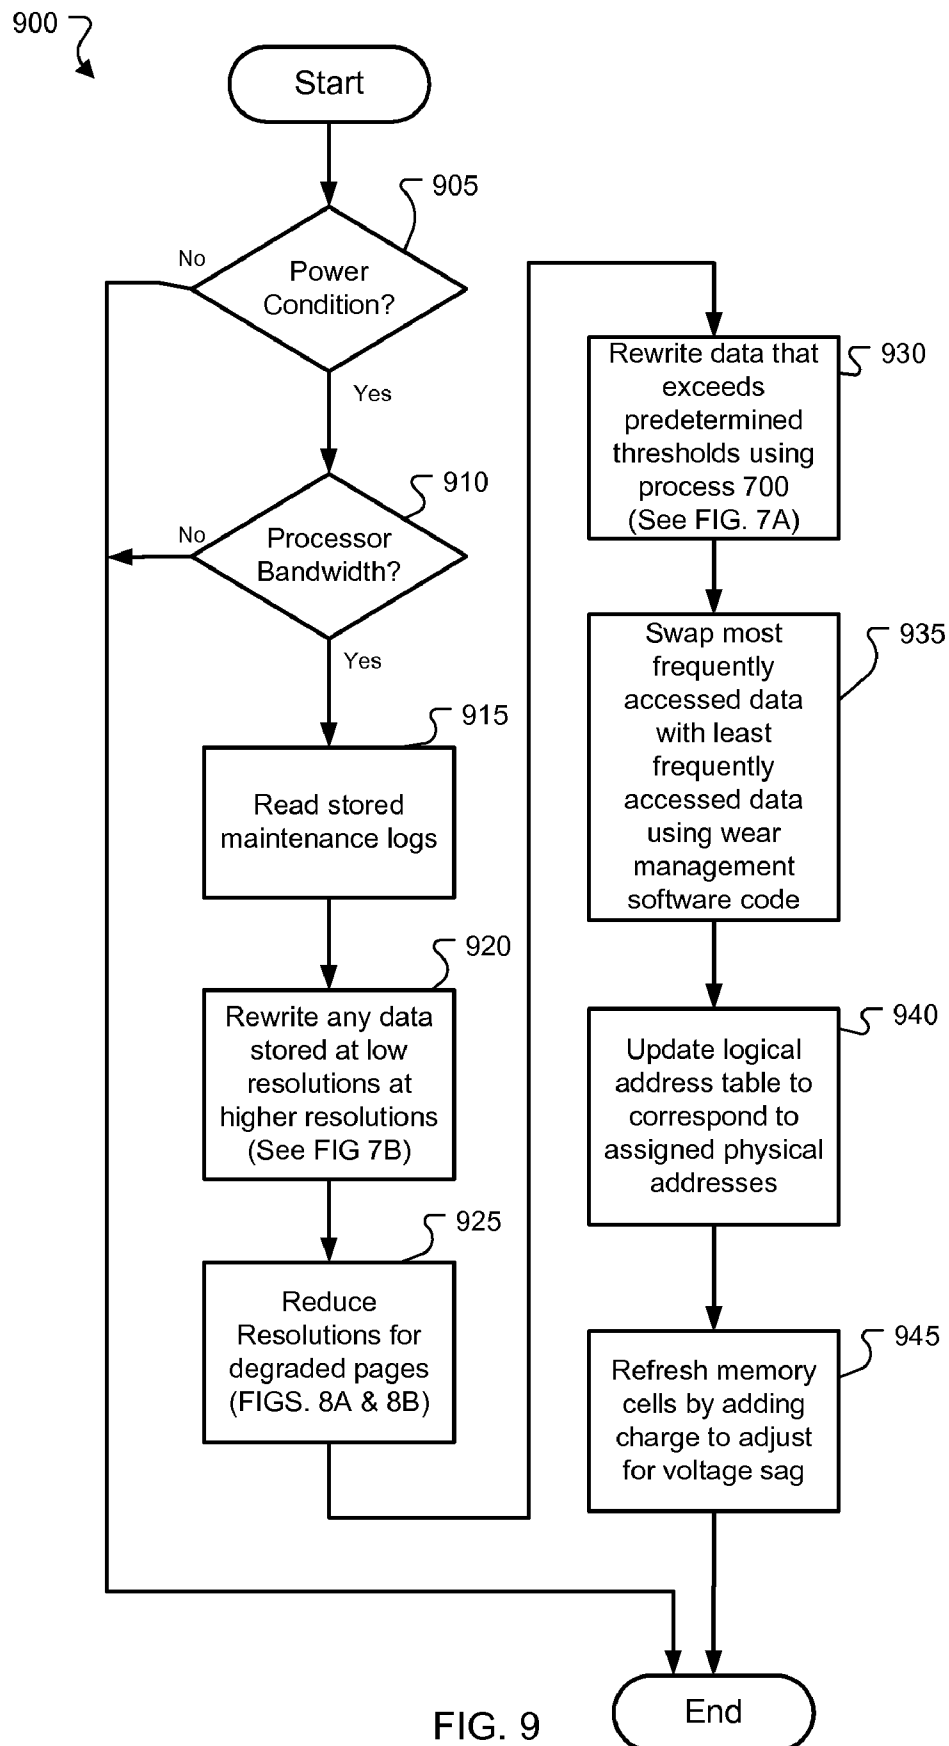 900
Start
905
Power
Condition?
No
Yes
910
Processor
Bandwidth?
No
Yes
915
Read stored
maintenance logs
920
Rewrite any data
stored at low
resolutions at
higher resolutions
(See FIG 7B)
925
Reduce
Resolutions for
degraded pages
(FIGS. 8A & 8B)
930
Rewrite data that
exceeds
predetermined
thresholds using
process 700
(See FIG. 7A)
935
Swap most
frequently
accessed data
with least
frequently
accessed data
using wear
management
software code
940
Update logical
address table to
correspond to
assigned physical
addresses
945
Refresh memory
cells by adding
charge to adjust
for voltage sag
End
FIG. 9